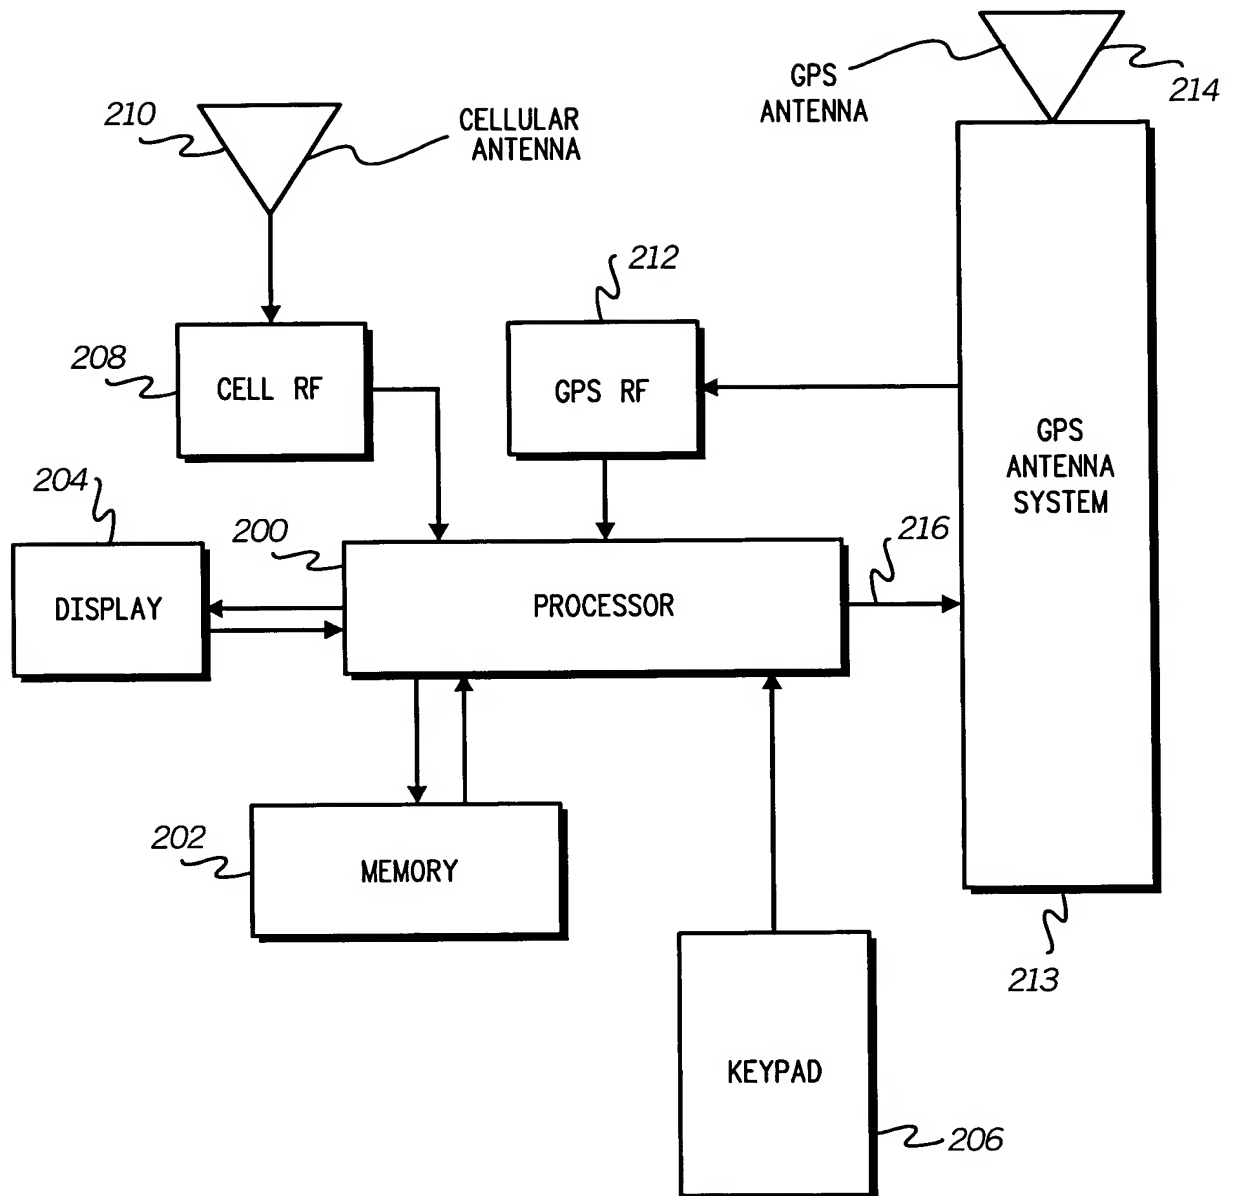 GPS
ANTENNA
214
210
CELLULAR
ANTENNA
212
208
CELL RF
GPS RF
GPS
ANTENNA
SYSTEM
204
200
216
DISPLAY
PROCESSOR
202
MEMORY
213
KEYPAD
206